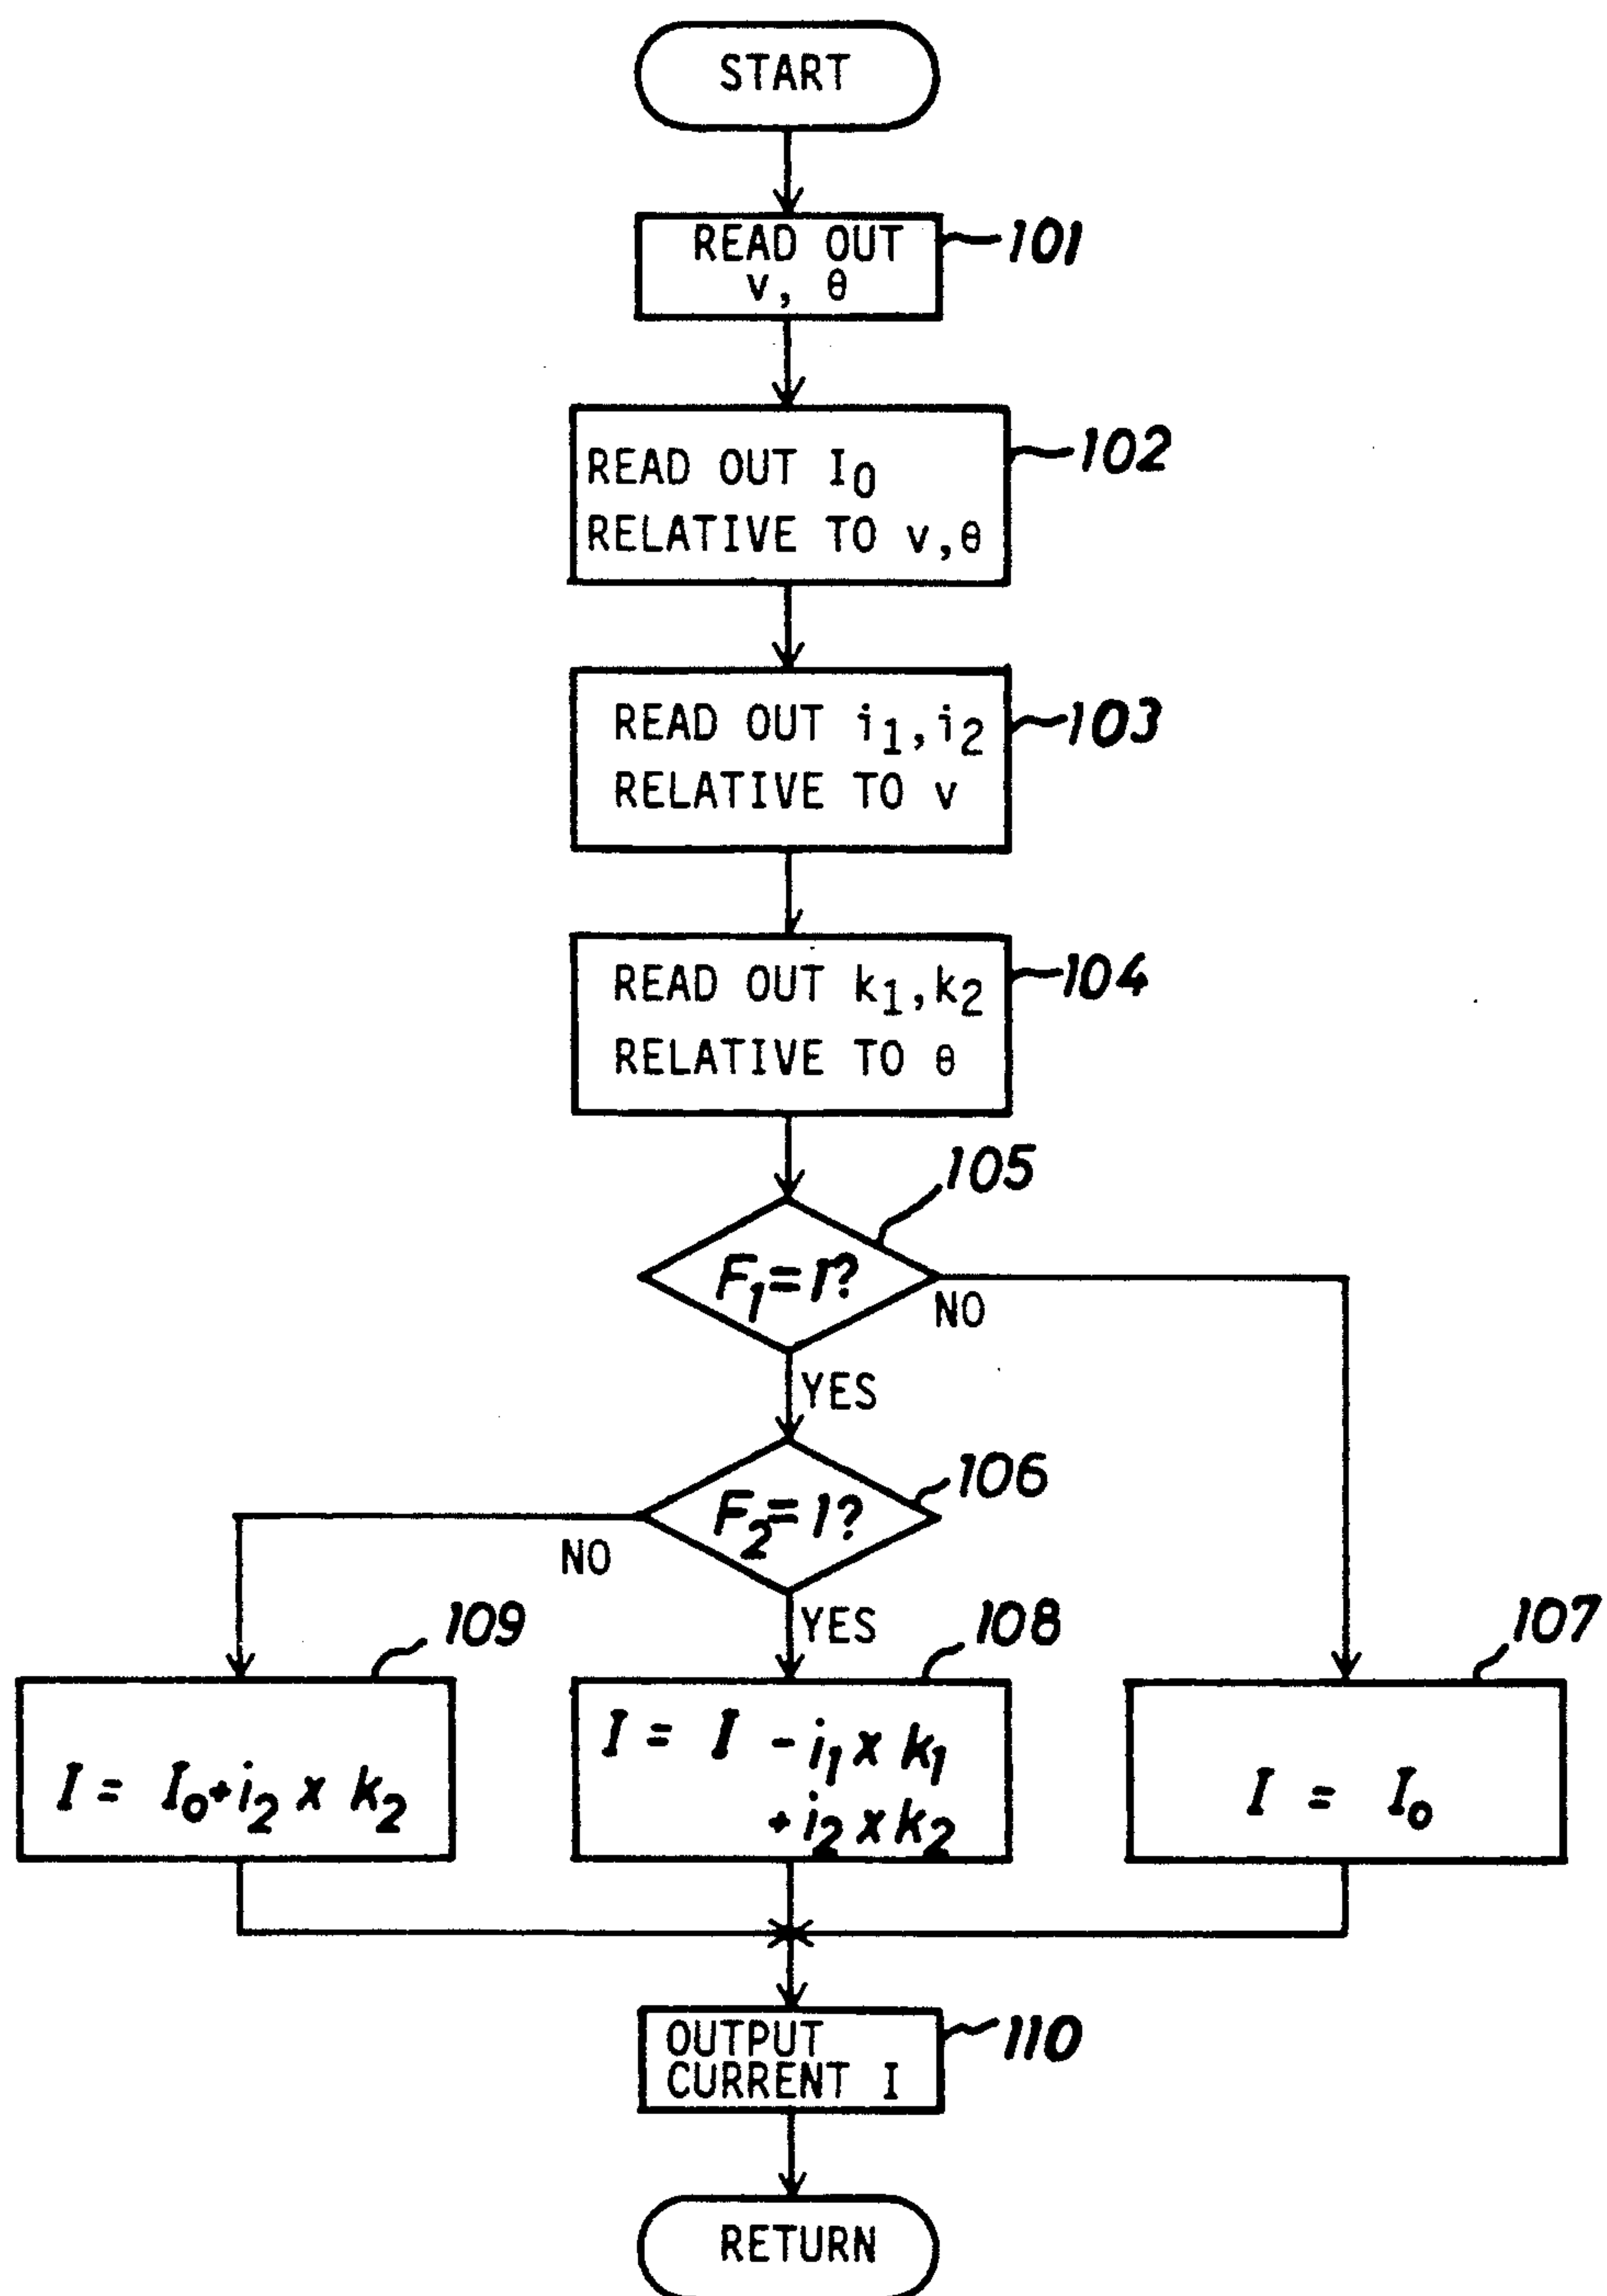 START
READ OUT
v, θ
101
READ OUT I₀
RELATIVE TO v,θ
102
READ OUT i₁,i₂
RELATIVE TO v
103
READ OUT k₁,k₂
RELATIVE TO θ
104
105
F₁=1?
NO
YES
106
F₂=1?
NO
YES
109
I = I₀+i₂ x k₂
108
I = I -i₁ x k₁
+i₂ x k₂
107
I = I₀
OUTPUT
CURRENT I
110
RETURN